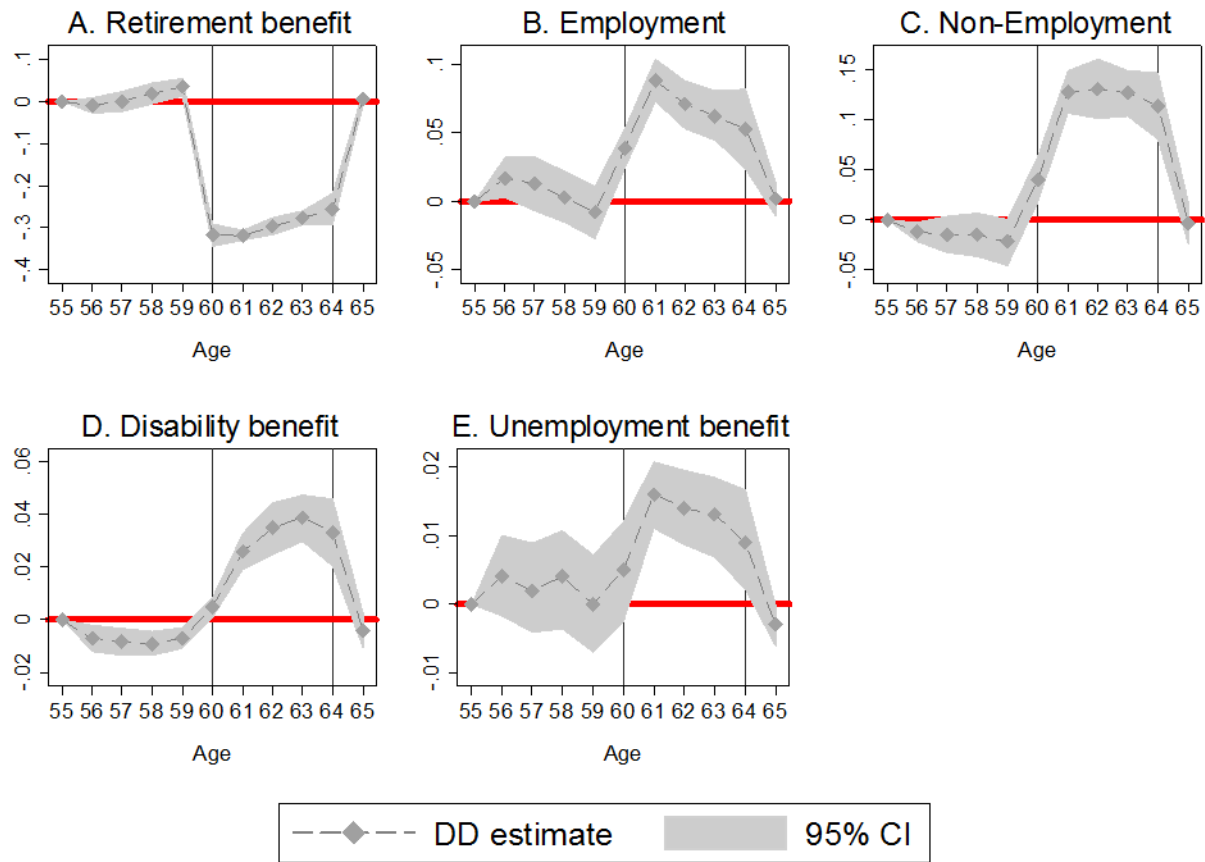 A. Retirement benefit
.1
0
-.1
-.2
-.3
-.4
55 56 57 58 59 60 61 62 63 64 65
Age
B. Employment
.1
.05
0
-.05
55 56 57 58 59 60 61 62 63 64 65
Age
C. Non-Employment
.15
.1
.05
0
-.05
55 56 57 58 59 60 61 62 63 64 65
Age
D. Disability benefit
.06
.04
.02
0
-.02
55 56 57 58 59 60 61 62 63 64 65
Age
E. Unemployment benefit
.02
.01
0
-.01
55 56 57 58 59 60 61 62 63 64 65
Age
DD estimate
95% CI